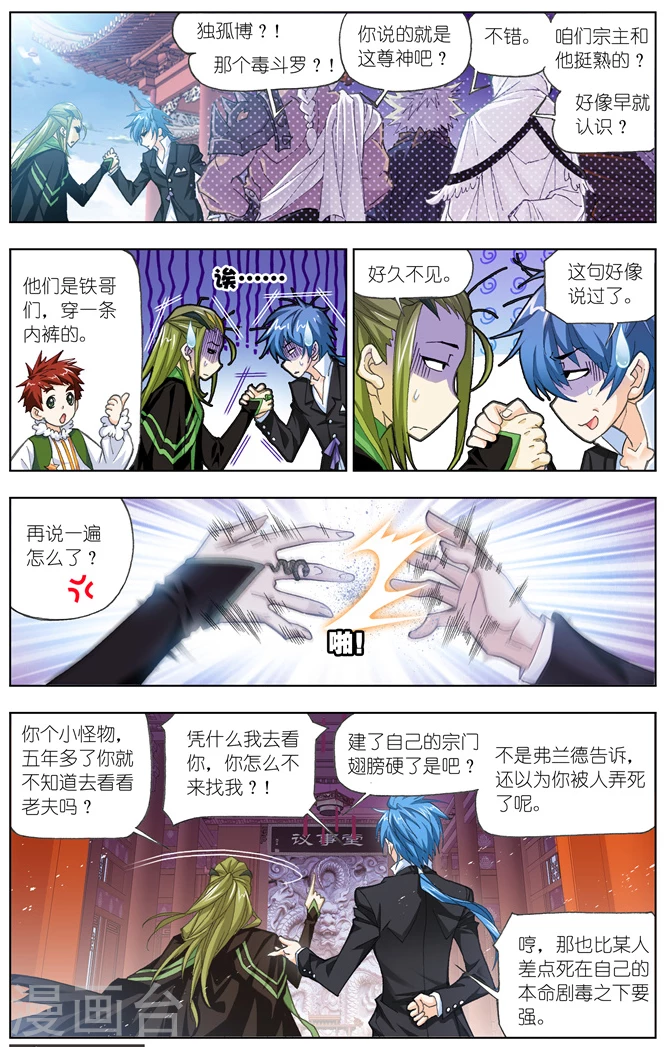 独孤博？！
那个毒斗罗？！
你说的就是
这尊神吧？
不错。
咱们宗主和
他挺熟的？
好像早就
认识？
他们是铁哥
们，穿一条
内裤的。
诶……
好久不见。
这句好像
说过了。
再说一遍
怎么了？
啪！
你个小怪物，
五年多了你就
不知道去看看
老夫吗？
凭什么我去看
你，你怎么不
来找我？！
建了自己的宗门
翅膀硬了是吧？
不是弗兰德告诉，
还以为你被人弄死
了呢。
议事堂
哼，那也比某人
差点死在自己的
本命剧毒之下要
强。
漫画台